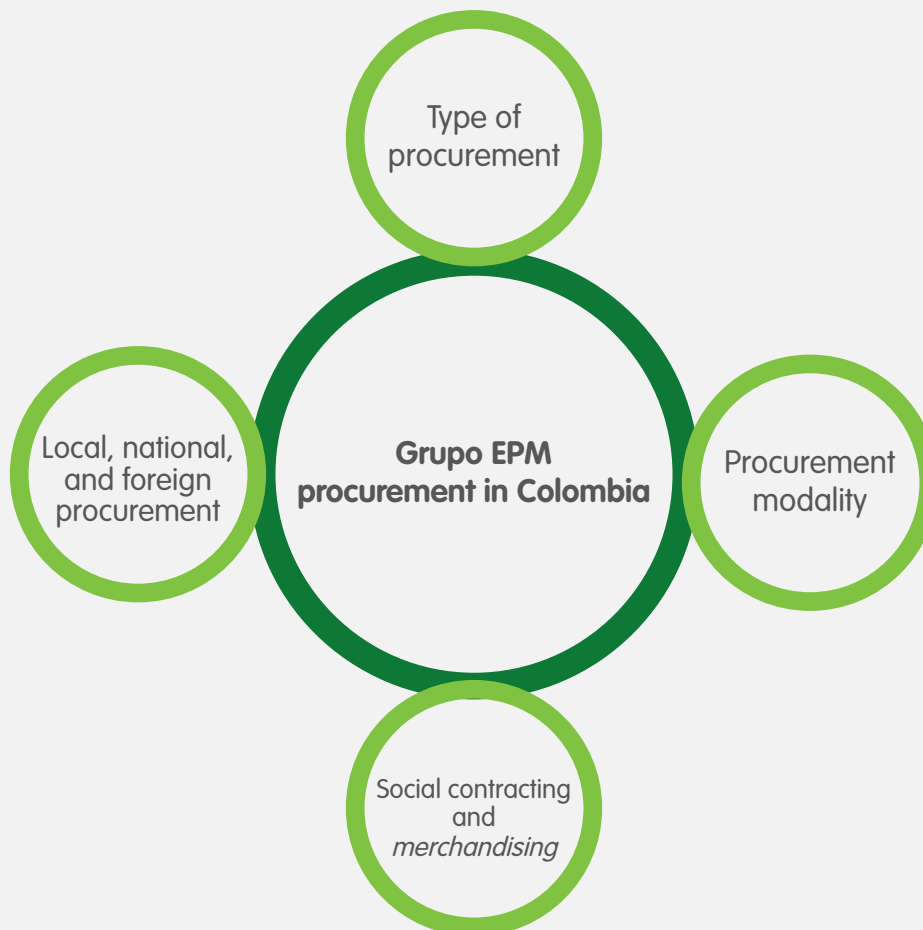 Type of
procurement
Local, national,
and foreign
procurement
Grupo EPM
procurement in Colombia
Procurement
modality
Social contracting
and
merchandising